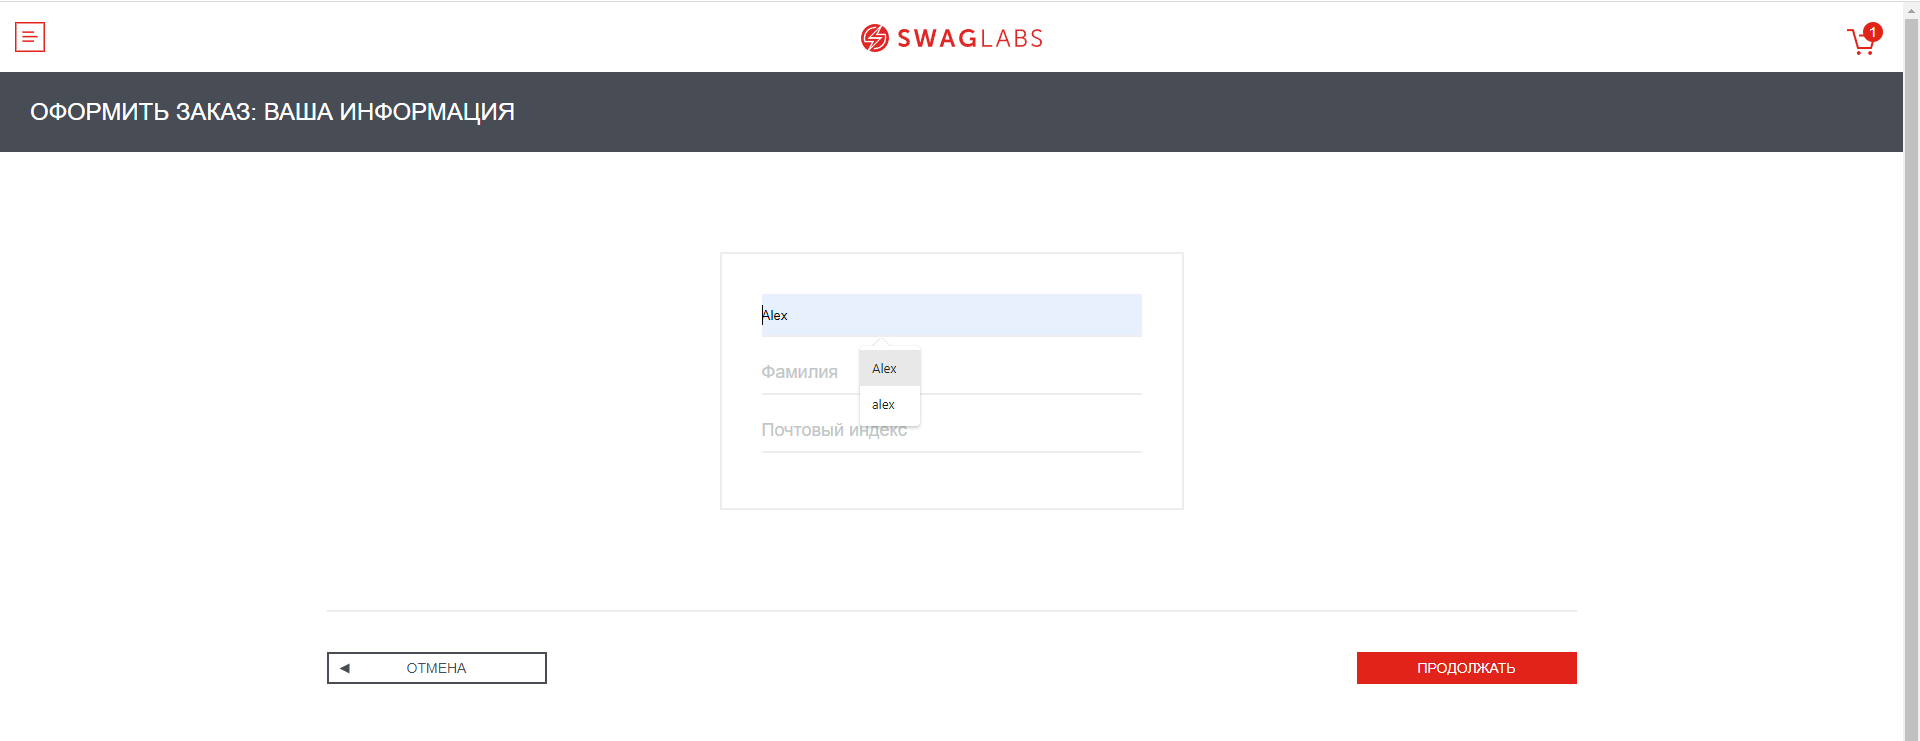 SWAGLABS
1
ОФОРМИТЬ ЗАКАЗ: ВАША ИНФОРМАЦИЯ
Alex
Фамилия
Alex
alex
Почтовый индекс
ОТМЕНА
ПРОДОЛЖАТЬ